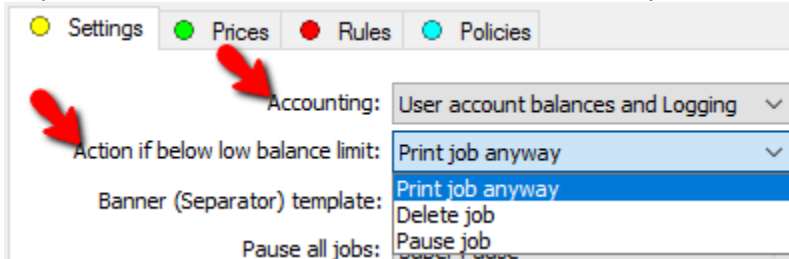 Settings Prices Rules Policies
Accounting: User account balances and Logging
Action if below low balance limit: Print job anyway
Print job anyway
Banner (Separator) template:
Delete job
Pause all jobs: Pause job